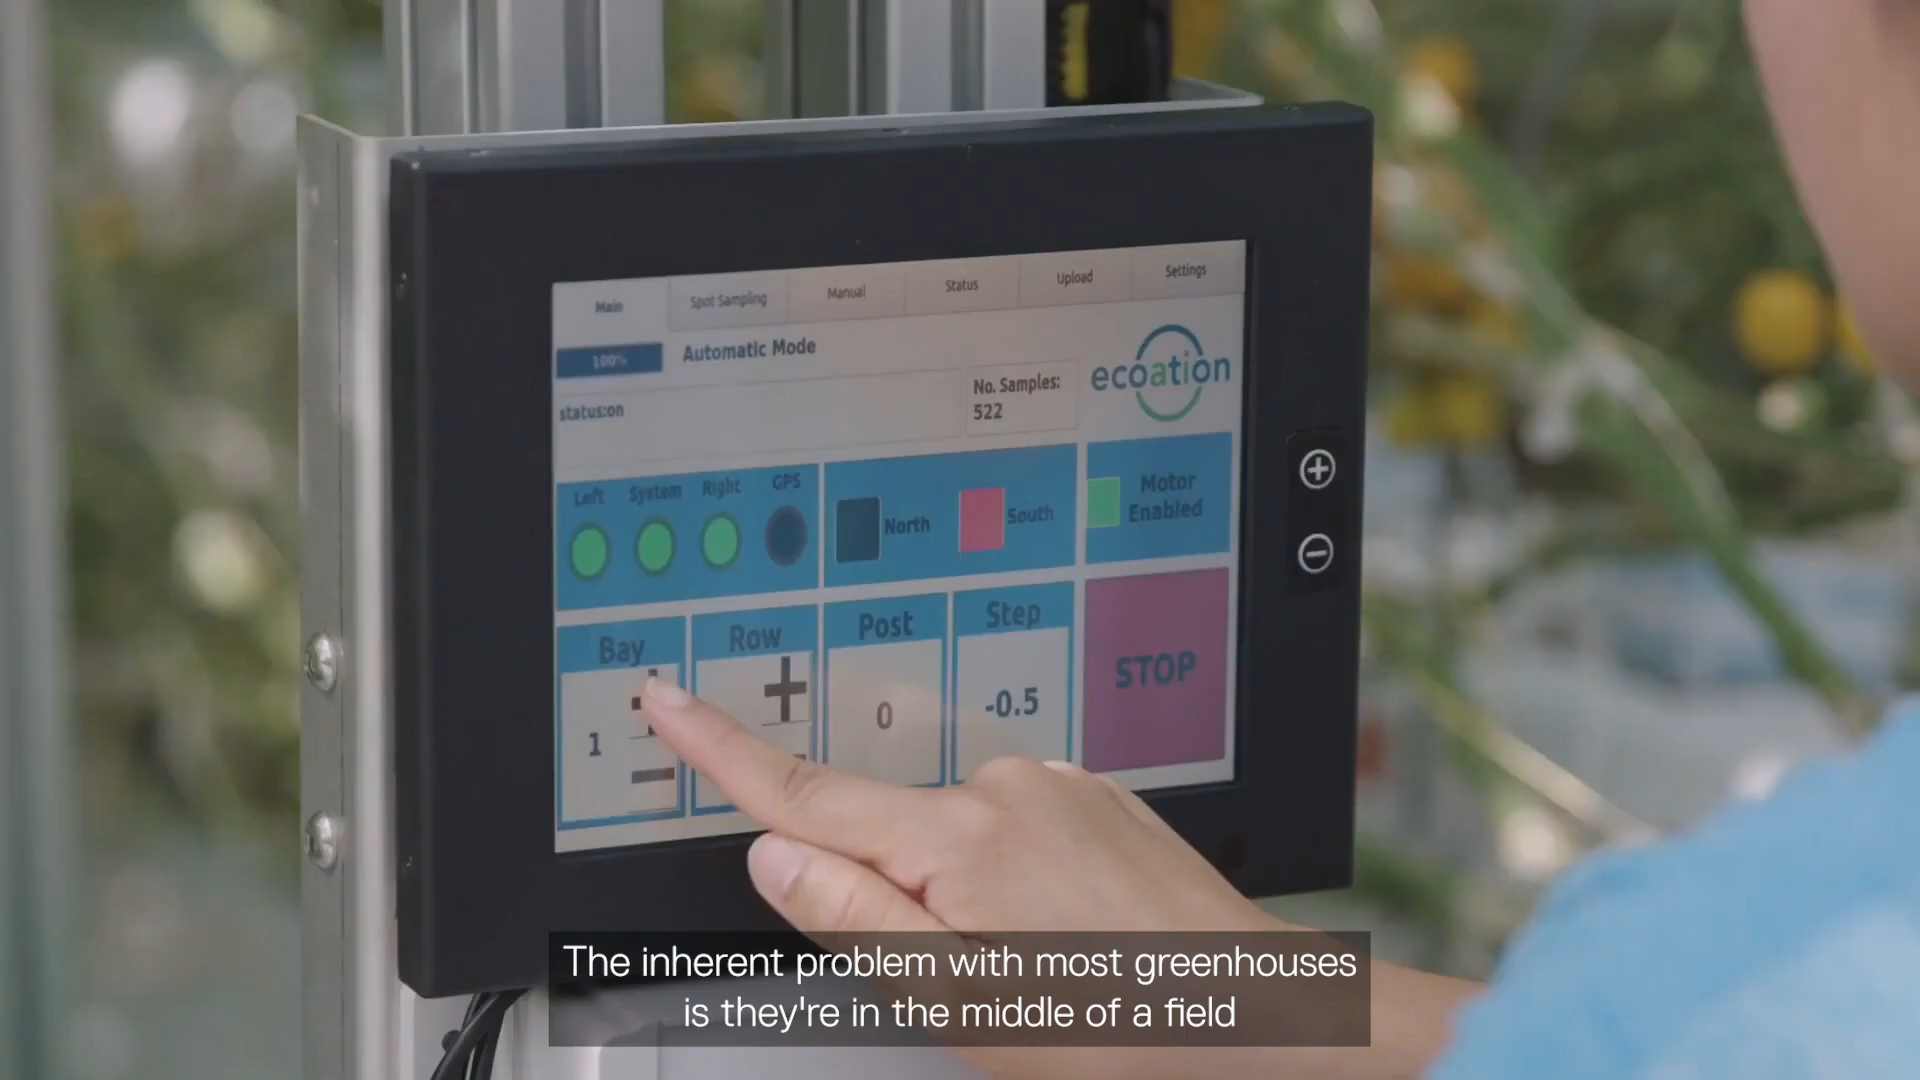 Main
Spot Sampling
Manual
Status
Upload
Settings
100%
Automatic Mode
status:on
No. Samples:
522
ecoation
Left
System
Right
GPS
North
South
Motor
Enabled
Bay
Row
Post
Step
1
+
-
+
-
0
-0.5
STOP
The inherent problem with most greenhouses
is they're in the middle of a field